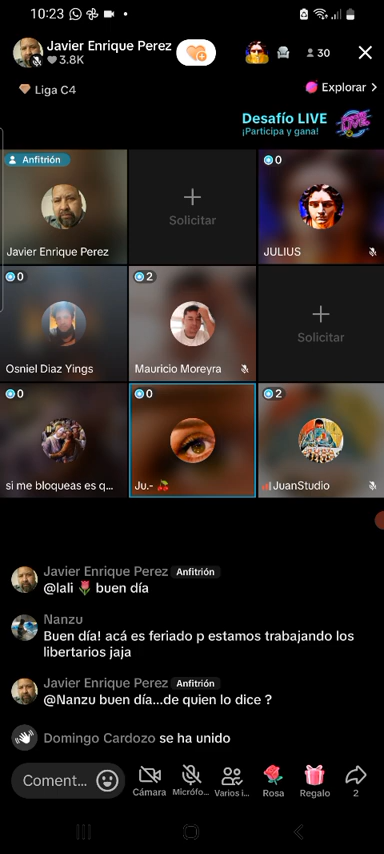 10:23
Javier Enrique Perez
3.8K
30
Liga C4
Explorar
Desafío LIVE
¡Participa y gana!
Anfitrión
0
Javier Enrique Perez
Solicitar
JULIUS
0
2
Osniel Diaz Yings
Mauricio Moreyra
Solicitar
0
0
2
si me bloqueas es q...
Ju.-
JuanStudio
Javier Enrique Perez Anfitrión
@lali buen día
Nanzu
Buen día! acá es feriado p estamos trabajando los
libertarios jaja
Javier Enrique Perez Anfitrión
@Nanzu buen día...de quien lo dice ?
Domingo Cardozo se ha unido
Coment...
Cámara
Micrófo...
Varios i...
Rosa
Regalo
2